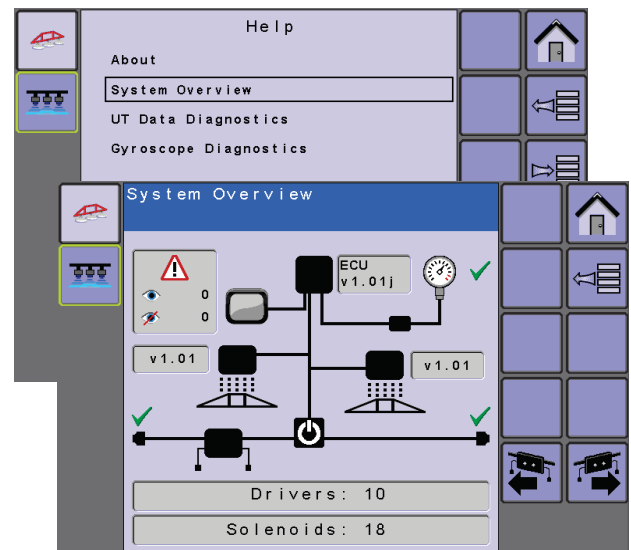 Help
About
System Overview
UT Data Diagnostics
Gyroscope Diagnostics
System Overview
0
0
ECU
v1.01j
v1.01
v1.01
Drivers: 10
Solenoids: 18